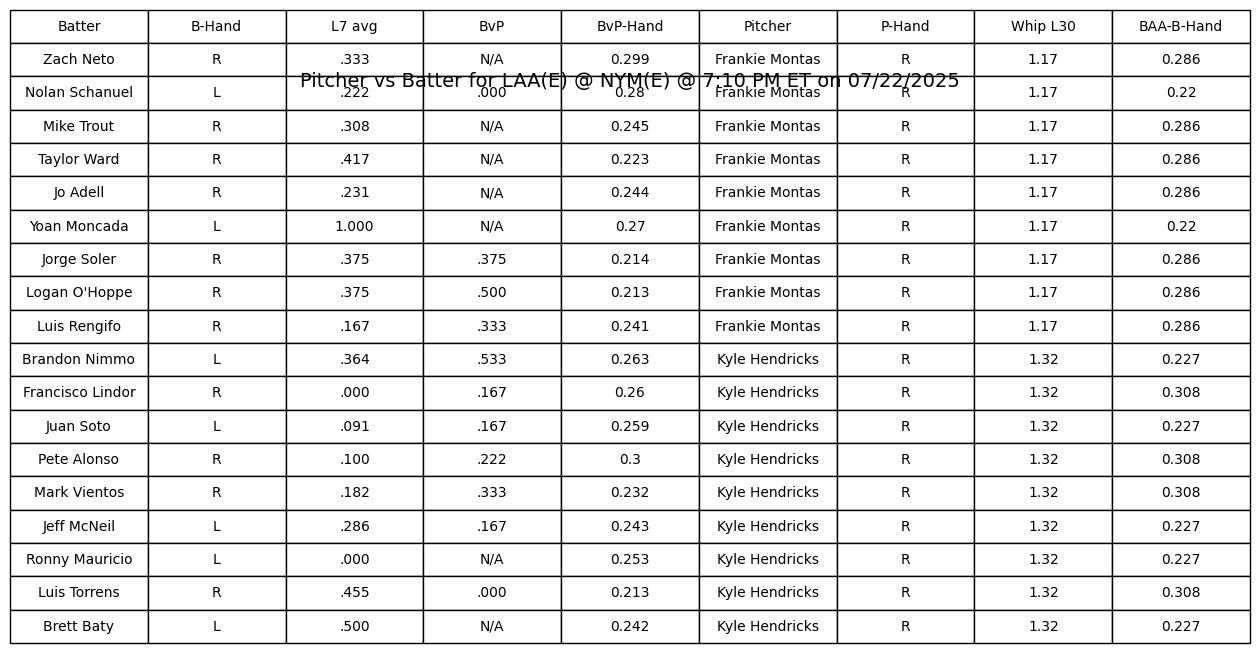 Batter B-Hand L7 avg BvP BvP-Hand Pitcher P-Hand Whip L30 BAA-B-Hand
Zach Neto R .333 N/A 0.299 Frankie Montas R 1.17 0.286
Pitcher vs Batter for LAA(E) @ NYM(E) @ 7:10 PM ET on 07/22/2025
Nolan Schanuel L .222 .000 0.28 Frankie Montas R 1.17 0.22
Mike Trout R .308 N/A 0.245 Frankie Montas R 1.17 0.286
Taylor Ward R .417 N/A 0.223 Frankie Montas R 1.17 0.286
Jo Adell R .231 N/A 0.244 Frankie Montas R 1.17 0.286
Yoan Moncada L 1.000 N/A 0.27 Frankie Montas R 1.17 0.22
Jorge Soler R .375 .375 0.214 Frankie Montas R 1.17 0.286
Logan O'Hoppe R .375 .500 0.213 Frankie Montas R 1.17 0.286
Luis Rengifo R .167 .333 0.241 Frankie Montas R 1.17 0.286
Brandon Nimmo L .364 .533 0.263 Kyle Hendricks R 1.32 0.227
Francisco Lindor R .000 .167 0.26 Kyle Hendricks R 1.32 0.308
Juan Soto L .091 .167 0.259 Kyle Hendricks R 1.32 0.227
Pete Alonso R .100 .222 0.3 Kyle Hendricks R 1.32 0.308
Mark Vientos R .182 .333 0.232 Kyle Hendricks R 1.32 0.308
Jeff McNeil L .286 .167 0.243 Kyle Hendricks R 1.32 0.227
Ronny Mauricio L .000 N/A 0.253 Kyle Hendricks R 1.32 0.227
Luis Torrens R .455 .000 0.213 Kyle Hendricks R 1.32 0.308
Brett Baty L .500 N/A 0.242 Kyle Hendricks R 1.32 0.227